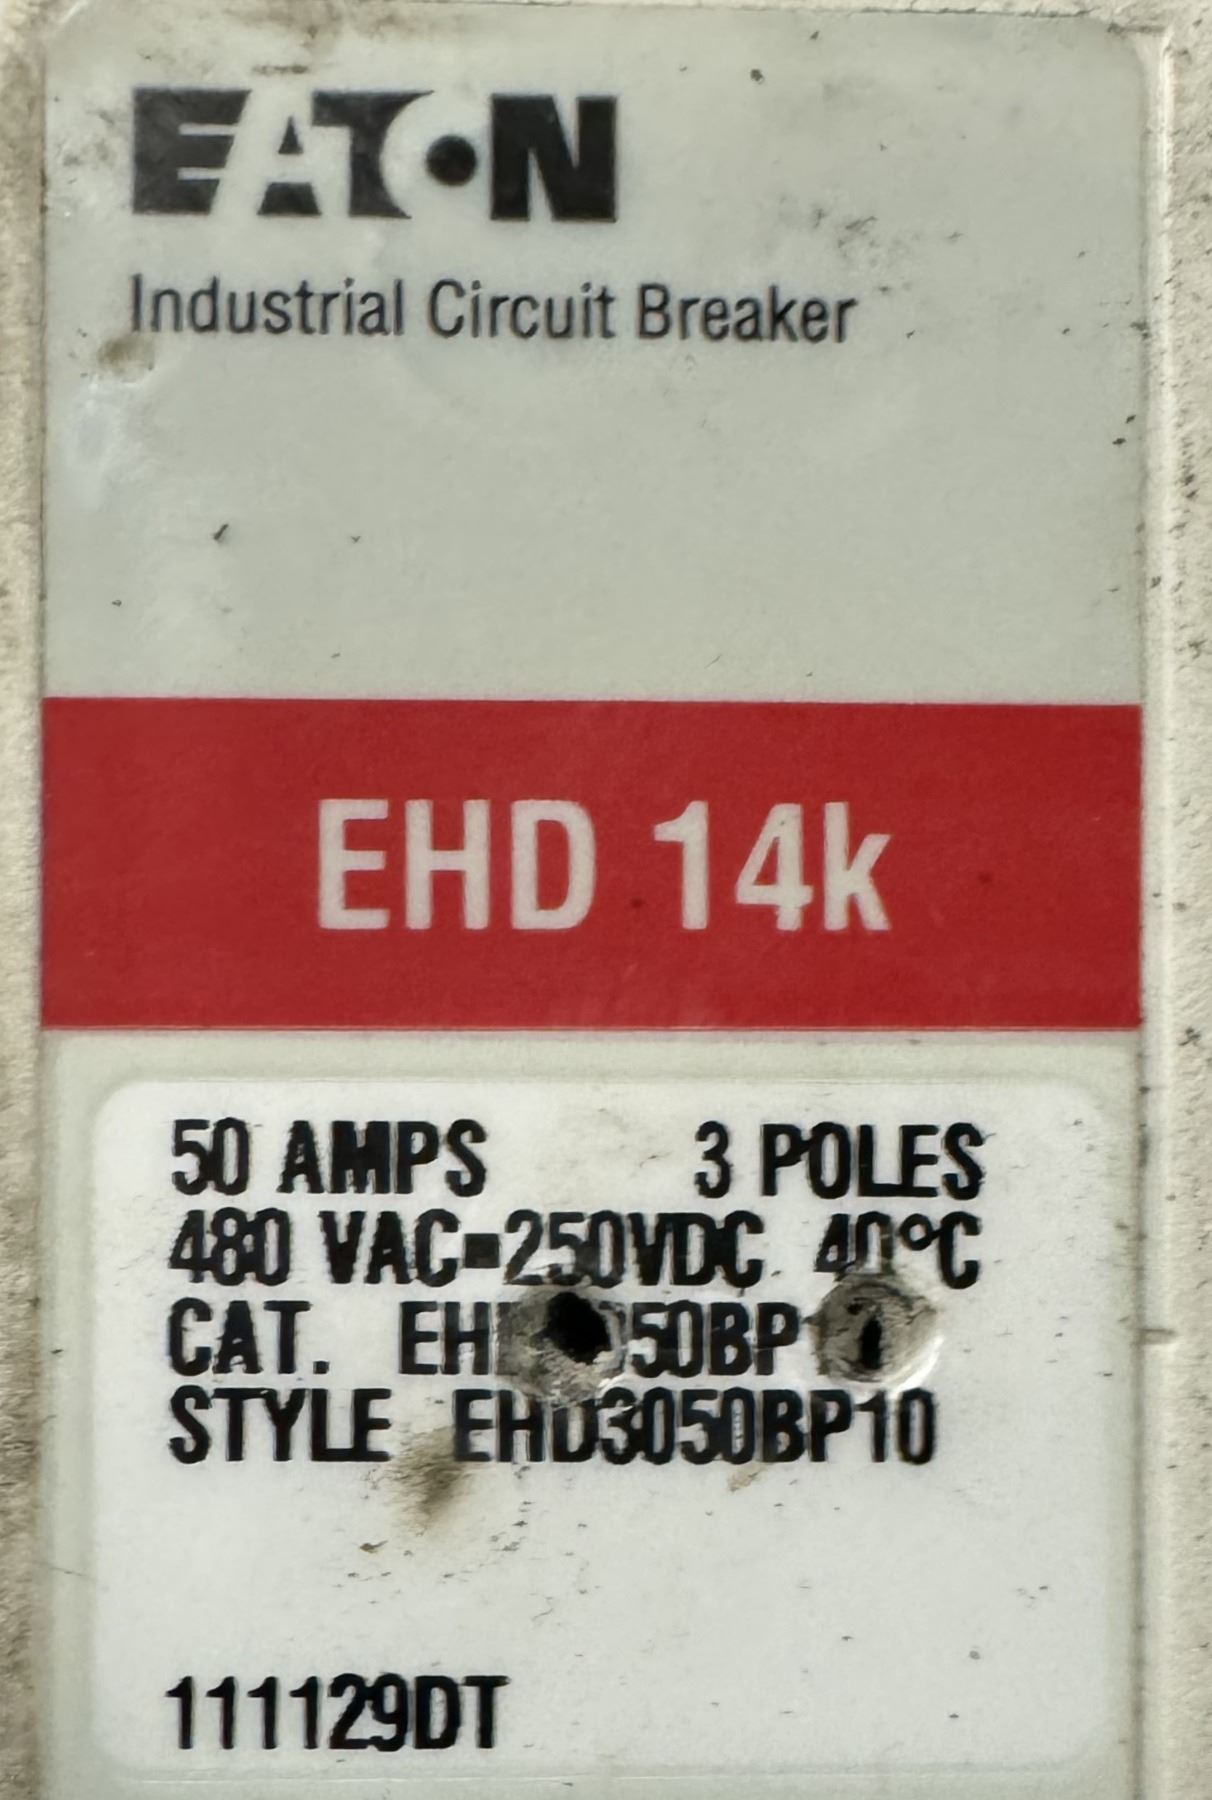 EATON
Industrial Circuit Breaker
EHD 14k
50 AMPS 3 POLES
480 VAC-250VDC 40°C
CAT.
STYLE EHD3050BP10
111129DT